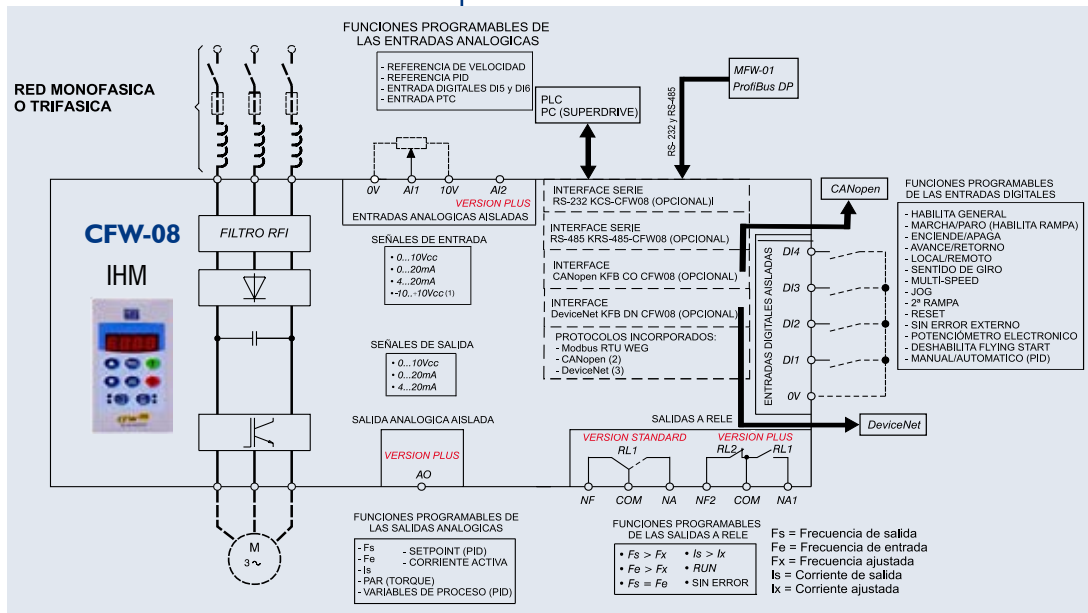 FUNCIONES PROGRAMABLES DE
LAS ENTRADAS ANALOGICAS
- REFERENCIA DE VELOCIDAD
- REFERENCIA PID
- ENTRADA DIGITALES DI5 y DI6
- ENTRADA PTC
RED MONOFASICA
O TRIFASICA
PLC
PC (SUPERDRIVE)
RS- 232 y RS-485
MFW-01
ProfiBus DP
0V
AI1
10V
AI2
VERSION PLUS
ENTRADAS ANALOGICAS AISLADAS
CFW-08
IHM
FILTRO RFI
SEÑALES DE ENTRADA
• 0...10Vcc
• 0...20mA
• 4...20mA
• -10...+10Vcc (1)
SEÑALES DE SALIDA
• 0...10Vcc
• 0...20mA
• 4...20mA
INTERFACE SERIE
RS-232 KCS-CFW08 (OPCIONAL)I
INTERFACE SERIE
RS-485 KRS-485-CFW08 (OPCIONAL)
INTERFACE
CANopen KFB CO CFW08 (OPCIONAL)
INTERFACE
DeviceNet KFB DN CFW08 (OPCIONAL)
PROTOCOLOS INCORPORADOS:
- Modbus RTU WEG
- CANopen (2)
- DeviceNet (3)
ENTRADAS DIGITALES AISLADAS
DI4
DI3
DI2
DI1
0V
CANopen
DeviceNet
FUNCIONES PROGRAMABLES
DE LAS ENTRADAS DIGITALES
- HABILITA GENERAL
- MARCHA/PARO (HABILITA RAMPA)
- ENCIENDE/APAGA
- AVANCE/RETORNO
- LOCAL/REMOTO
- SENTIDO DE GIRO
- MULTI-SPEED
- JOG
- 2ª RAMPA
- RESET
- SIN ERROR EXTERNO
- POTENCIÓMETRO ELECTRONICO
- DESHABILITA FLYING START
- MANUAL/AUTOMATICO (PID)
SALIDA ANALOGICA AISLADA
VERSION PLUS
AO
SALIDAS A RELE
VERSION STANDARD
RL1
VERSION PLUS
RL2
RL1
NF
COM
NA
NF2
COM
NA1
M
3~
FUNCIONES PROGRAMABLES DE
LAS SALIDAS ANALOGICAS
- Fs
- Fe
- Is
- PAR (TORQUE)
- VARIABLES DE PROCESO (PID)
- SETPOINT (PID)
- CORRIENTE ACTIVA
FUNCIONES PROGRAMABLES
DE LAS SALIDAS A RELE
• Fs > Fx
• Fe > Fx
• Fs = Fe
• Is > Ix
• RUN
• SIN ERROR
Fs = Frecuencia de salida
Fe = Frecuencia de entrada
Fx = Frecuencia ajustada
Is = Corriente de salida
Ix = Corriente ajustada